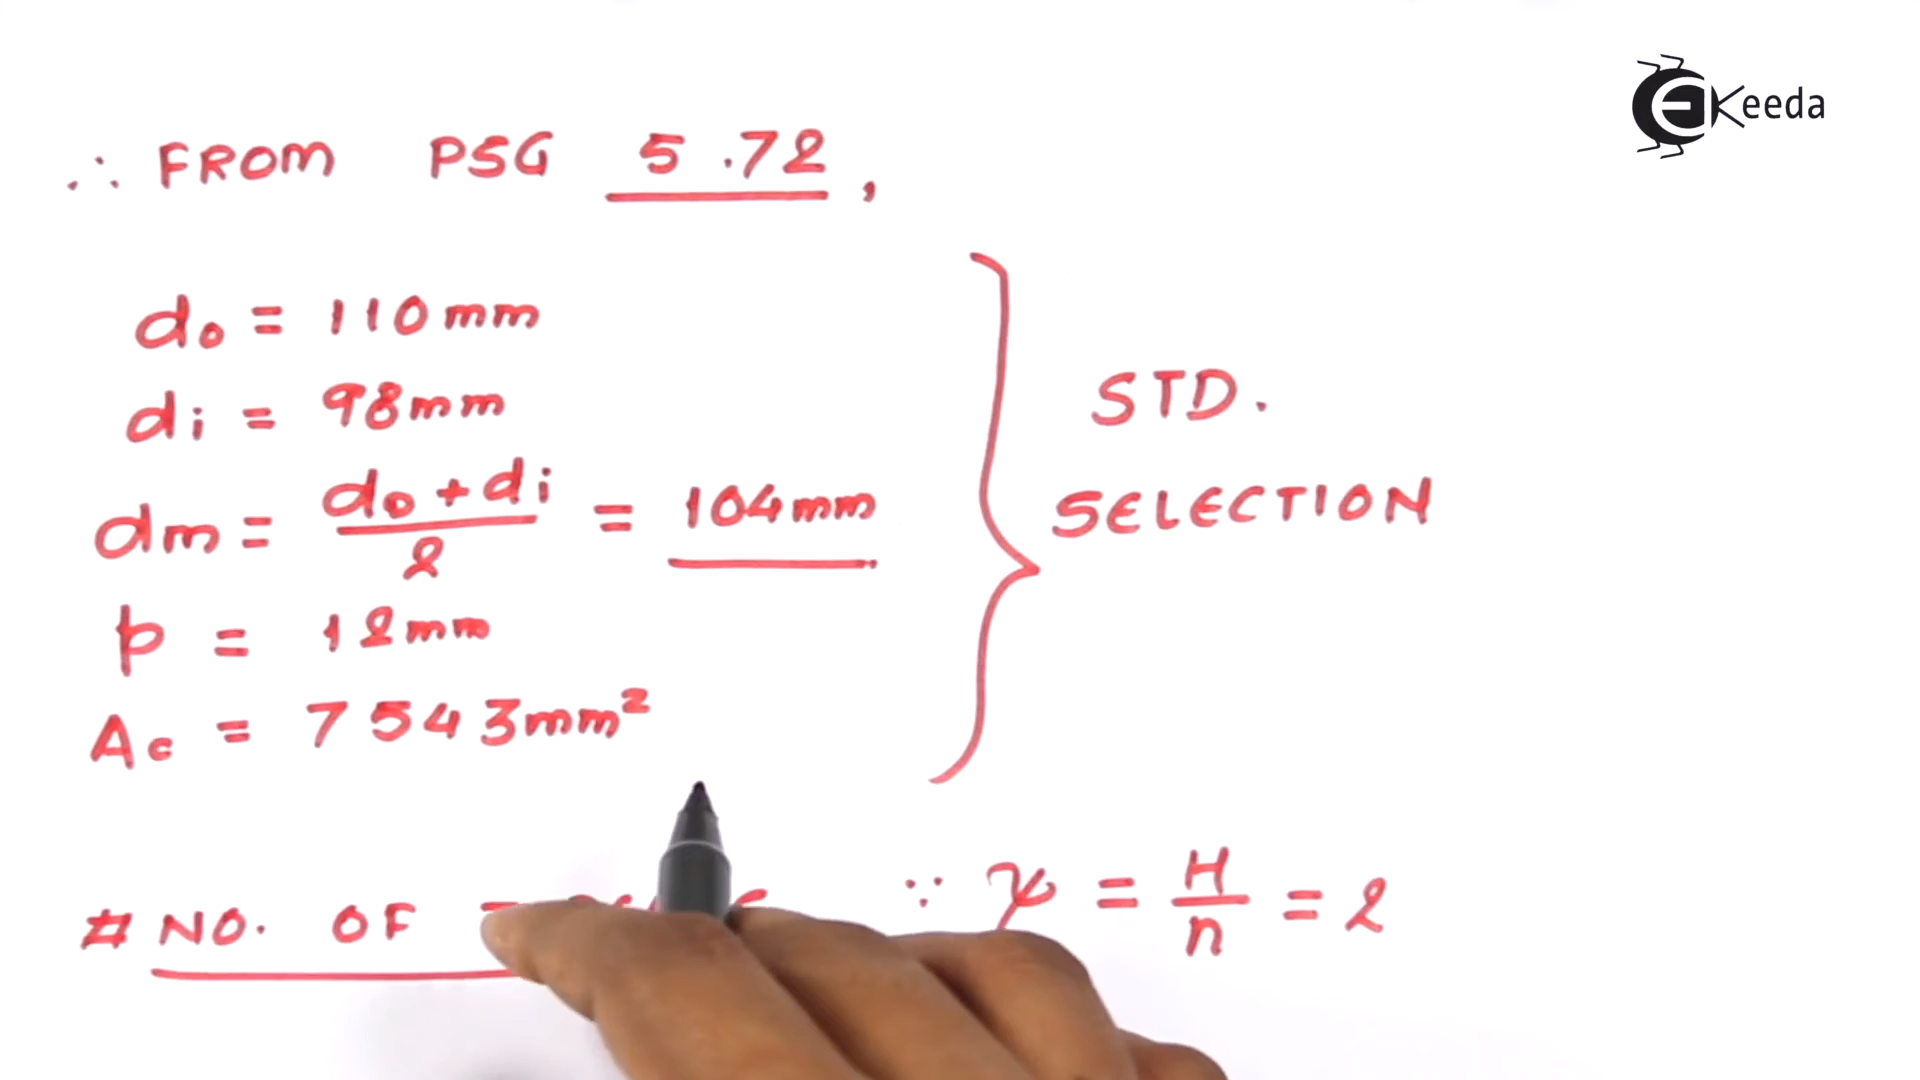 EKeeda
∴ FROM PSG 5.72,
do = 110mm
di = 98mm
dm = do + di / 2 = 104mm
p = 12mm
Ac = 7543mm²
STD.
SELECTION
# NO. OF
∵ ψ = H / n = 2